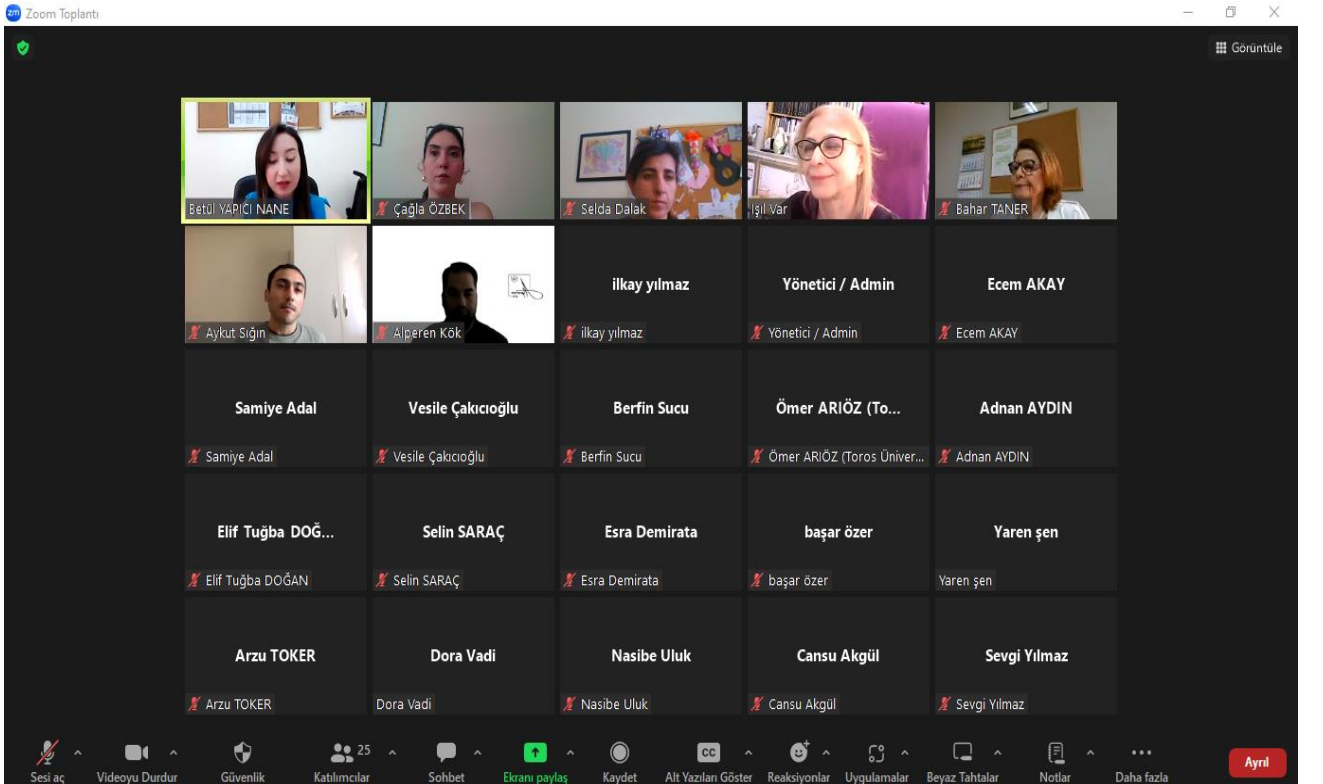 zm Zoom Toplantı
Görüntüle
Betül YAPICI NANE
Çağla ÖZBEK
Selda Dalak
Işıl Var
Bahar TANER
Aykut Sığın
Alperen Kök
ilkay yılmaz
ilkay yılmaz
Yönetici / Admin
Yönetici / Admin
Ecem AKAY
Ecem AKAY
Samiye Adal
Samiye Adal
Vesile Çakıcıoğlu
Vesile Çakıcıoğlu
Berfin Sucu
Berfin Sucu
Ömer ARIÖZ (To...
Ömer ARIÖZ (Toros Üniver...
Adnan AYDIN
Adnan AYDIN
Elif Tuğba DOĞ...
Elif Tuğba DOĞAN
Selin SARAÇ
Selin SARAÇ
Esra Demirata
Esra Demirata
başar özer
başar özer
Yaren şen
Yaren şen
Arzu TOKER
Arzu TOKER
Dora Vadi
Dora Vadi
Nasibe Uluk
Nasibe Uluk
Cansu Akgül
Cansu Akgül
Sevgi Yılmaz
Sevgi Yılmaz
Sesi aç
Videoyu Durdur
Güvenlik
25
Katılımcılar
Sohbet
Ekranı paylaş
Kaydet
CC
Alt Yazıları Göster
Reaksiyonlar
Uygulamalar
Beyaz Tahtalar
Notlar
Daha fazla
Ayrıl